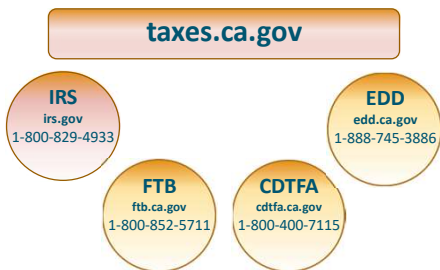 taxes.ca.gov
IRS
irs.gov
1-800-829-4933
EDD
edd.ca.gov
1-888-745-3886
FTB
ftb.ca.gov
1-800-852-5711
CDTFA
cdtfa.ca.gov
1-800-400-7115